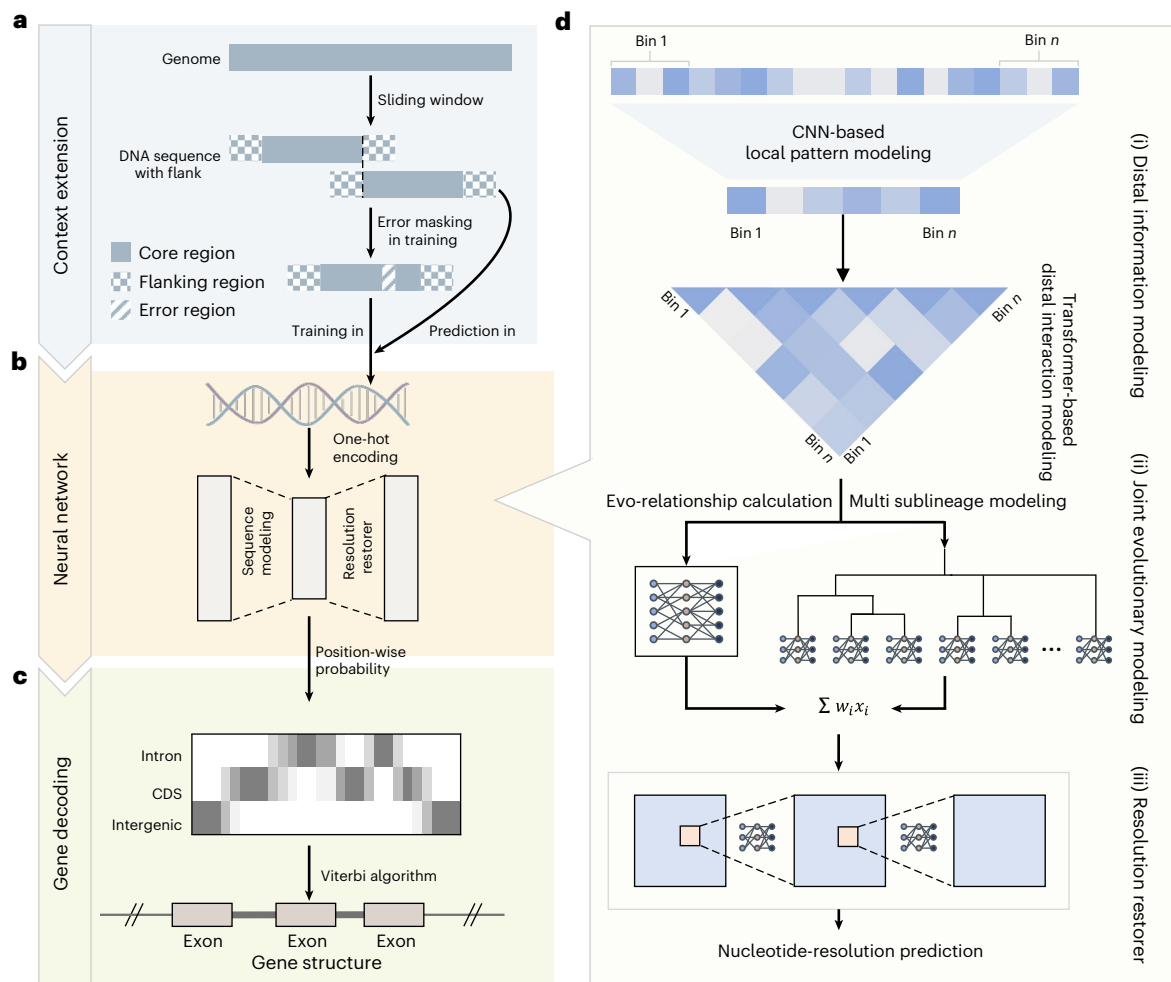 a
Context extension
Genome
Sliding window
DNA sequence
with flank
Error masking
in training
Core region
Flanking region
Error region
Training in
Prediction in
b
Neural network
One-hot
encoding
Sequence
modeling
Resolution
restorer
Position-wise
probability
c
Gene decoding
Intron
CDS
Intergenic
Viterbi algorithm
Exon
Exon
Exon
Gene structure
d
Bin 1
Bin n
CNN-based
local pattern modeling
Bin 1
Bin n
Bin 1
Bin n
Bin n
Bin 1
Transformer-based
distal interaction modeling
(i) Distal information modeling
Evo-relationship calculation
Multi sublineage modeling
...
∑ wᵢxᵢ
(ii) Joint evolutionary modeling
(iii) Resolution restorer
Nucleotide-resolution prediction